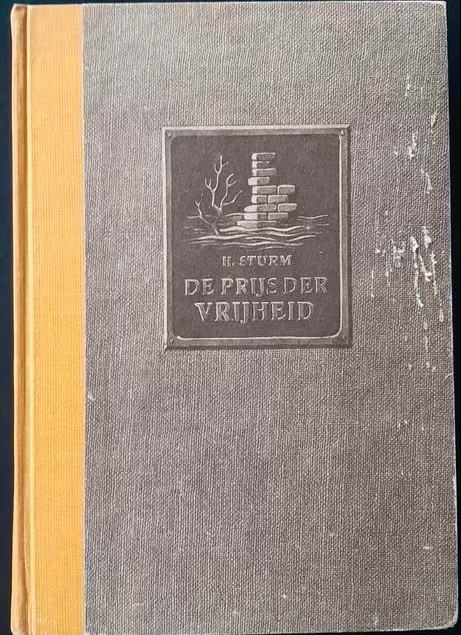 H. STURM
DE PRIJS DER
VRIJHEID